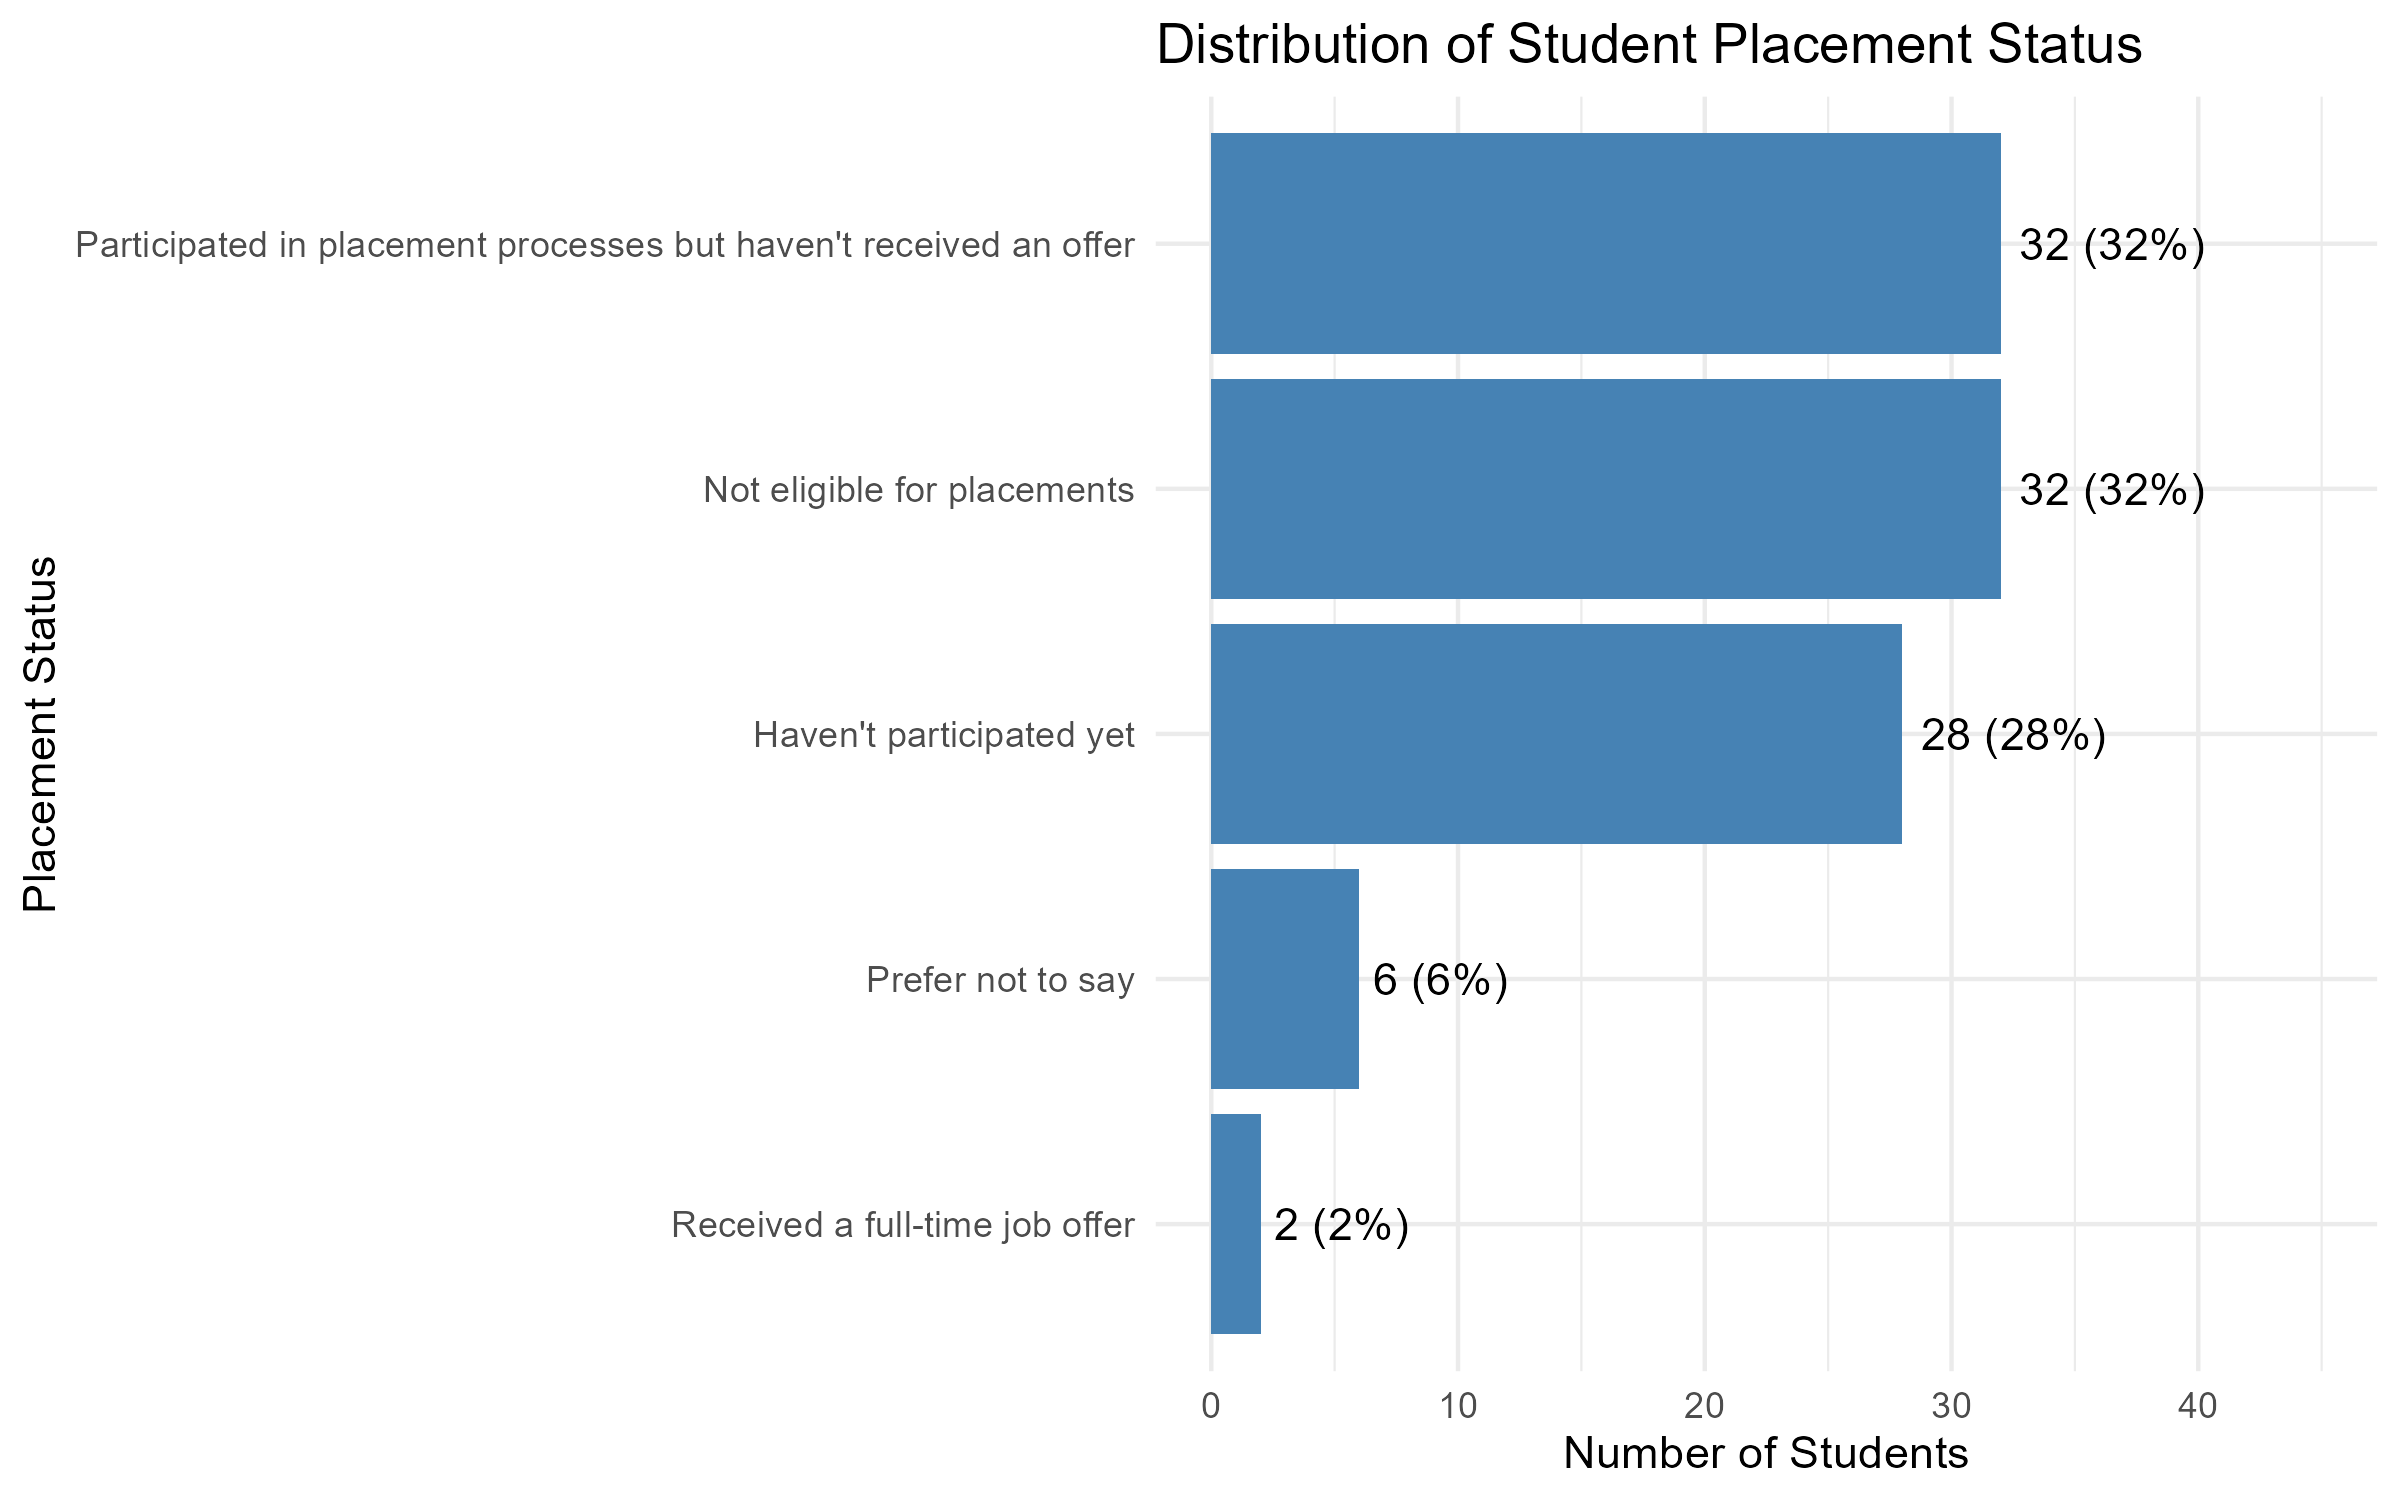 Distribution of Student Placement Status
Placement Status
Participated in placement processes but haven't received an offer
32 (32%)
Not eligible for placements
32 (32%)
Haven't participated yet
28 (28%)
Prefer not to say
6 (6%)
Received a full-time job offer
2 (2%)
0 10 20 30 40
Number of Students